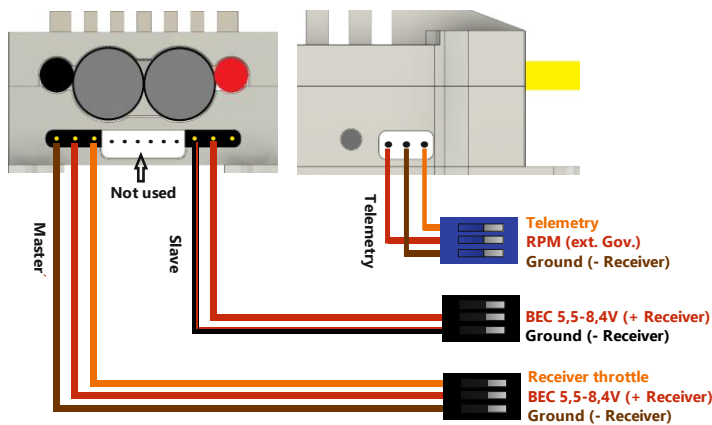 Not used
Master
Slave
Telemetry
Telemetry
RPM (ext. Gov.)
Ground (- Receiver)
BEC 5,5-8,4V (+ Receiver)
Ground (- Receiver)
Receiver throttle
BEC 5,5-8,4V (+ Receiver)
Ground (- Receiver)